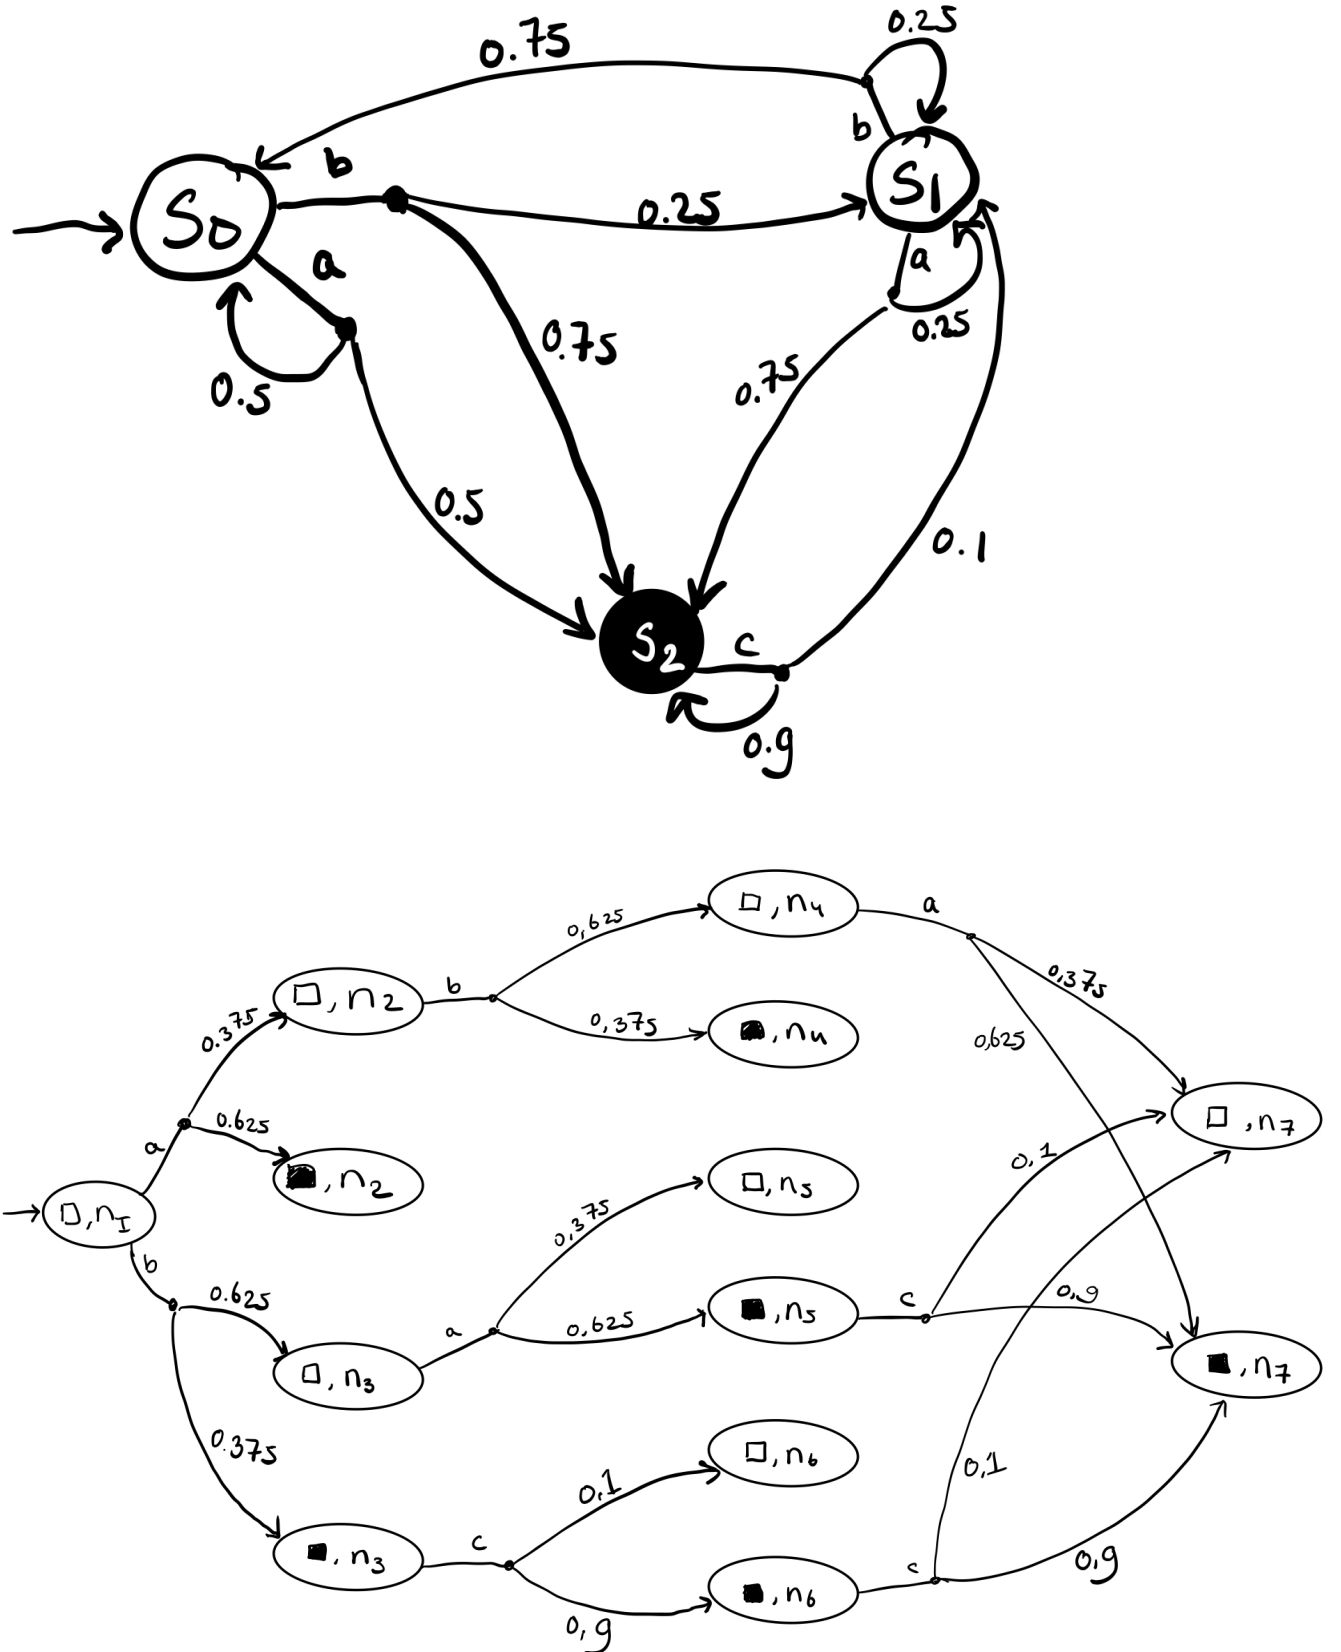 0.25
0.75
b
b
S1
0.25
S0
a
a
0.25
0.75
0.75
0.5
0.5
0.1
S2
c
0.9
□, n4
a
0,625
0,375
□, n2
b
0,375
■, n4
0.375
0,625
a
0.625
□, n7
0,1
■, n2
□, n5
□, nI
0,375
b
0.625
■, n5
c
0,9
a
0,625
□, n3
■, n7
0.375
□, n6
0,1
0,1
■, n3
c
c
0,9
■, n6
0,9